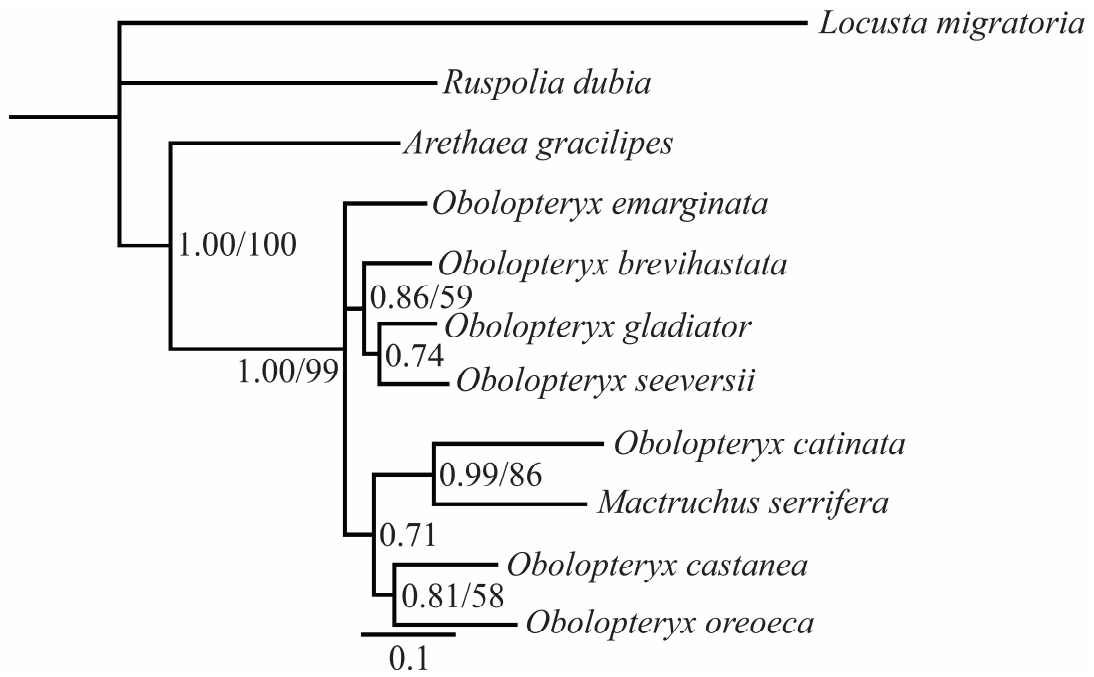 Locusta migratoria
Ruspolia dubia
Arethaea gracilipes
Obolopteryx emarginata
1.00/100
Obolopteryx brevihastata
0.86/59
Obolopteryx gladiator
0.74
1.00/99
Obolopteryx seeversii
Obolopteryx catinata
0.99/86
Mactruchus serrifera
0.71
Obolopteryx castanea
0.81/58
Obolopteryx oreoeca
0.1